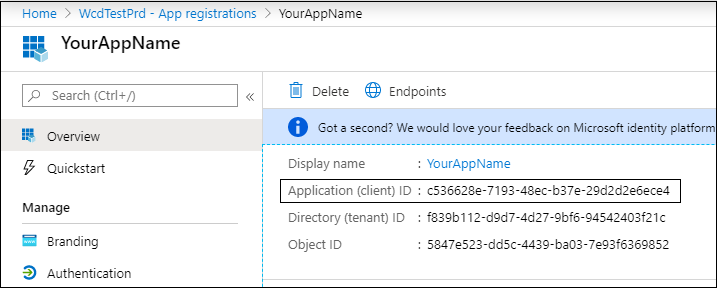 Home > WcdTestPrd - App registrations > YourAppName
YourAppName
Search (Ctrl+/)
«
Delete
Endpoints
Got a second? We would love your feedback on Microsoft identity platform
Overview
Quickstart
Manage
Branding
Authentication
Display name : YourAppName
Application (client) ID : c536628e-7193-48ec-b37e-29d2d2e6ece4
Directory (tenant) ID : f839b112-d9d7-4d27-9bf6-94542403f21c
Object ID : 5847e523-dd5c-4439-ba03-7e93f6369852